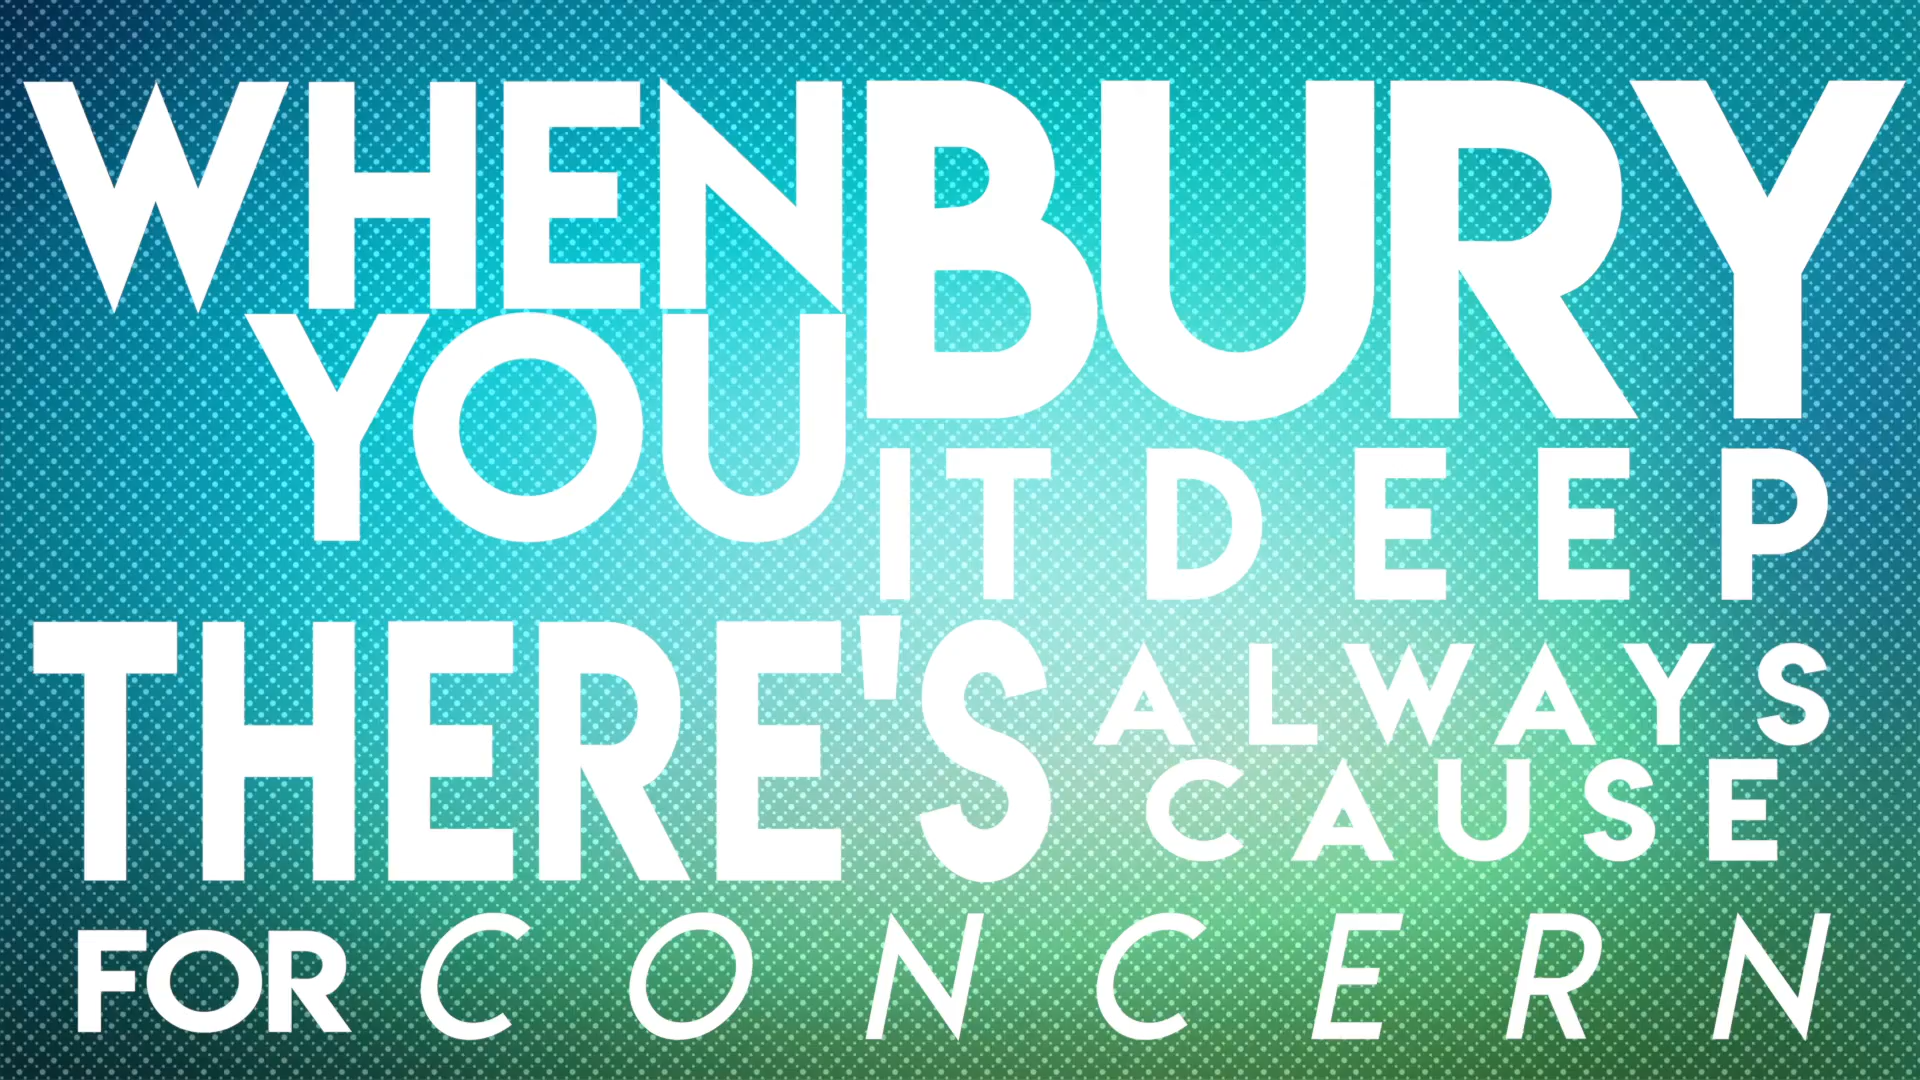 WHEN
YOU
BURY
IT DEEP
THERE'S
ALWAYS
CAUSE
FOR CONCERN